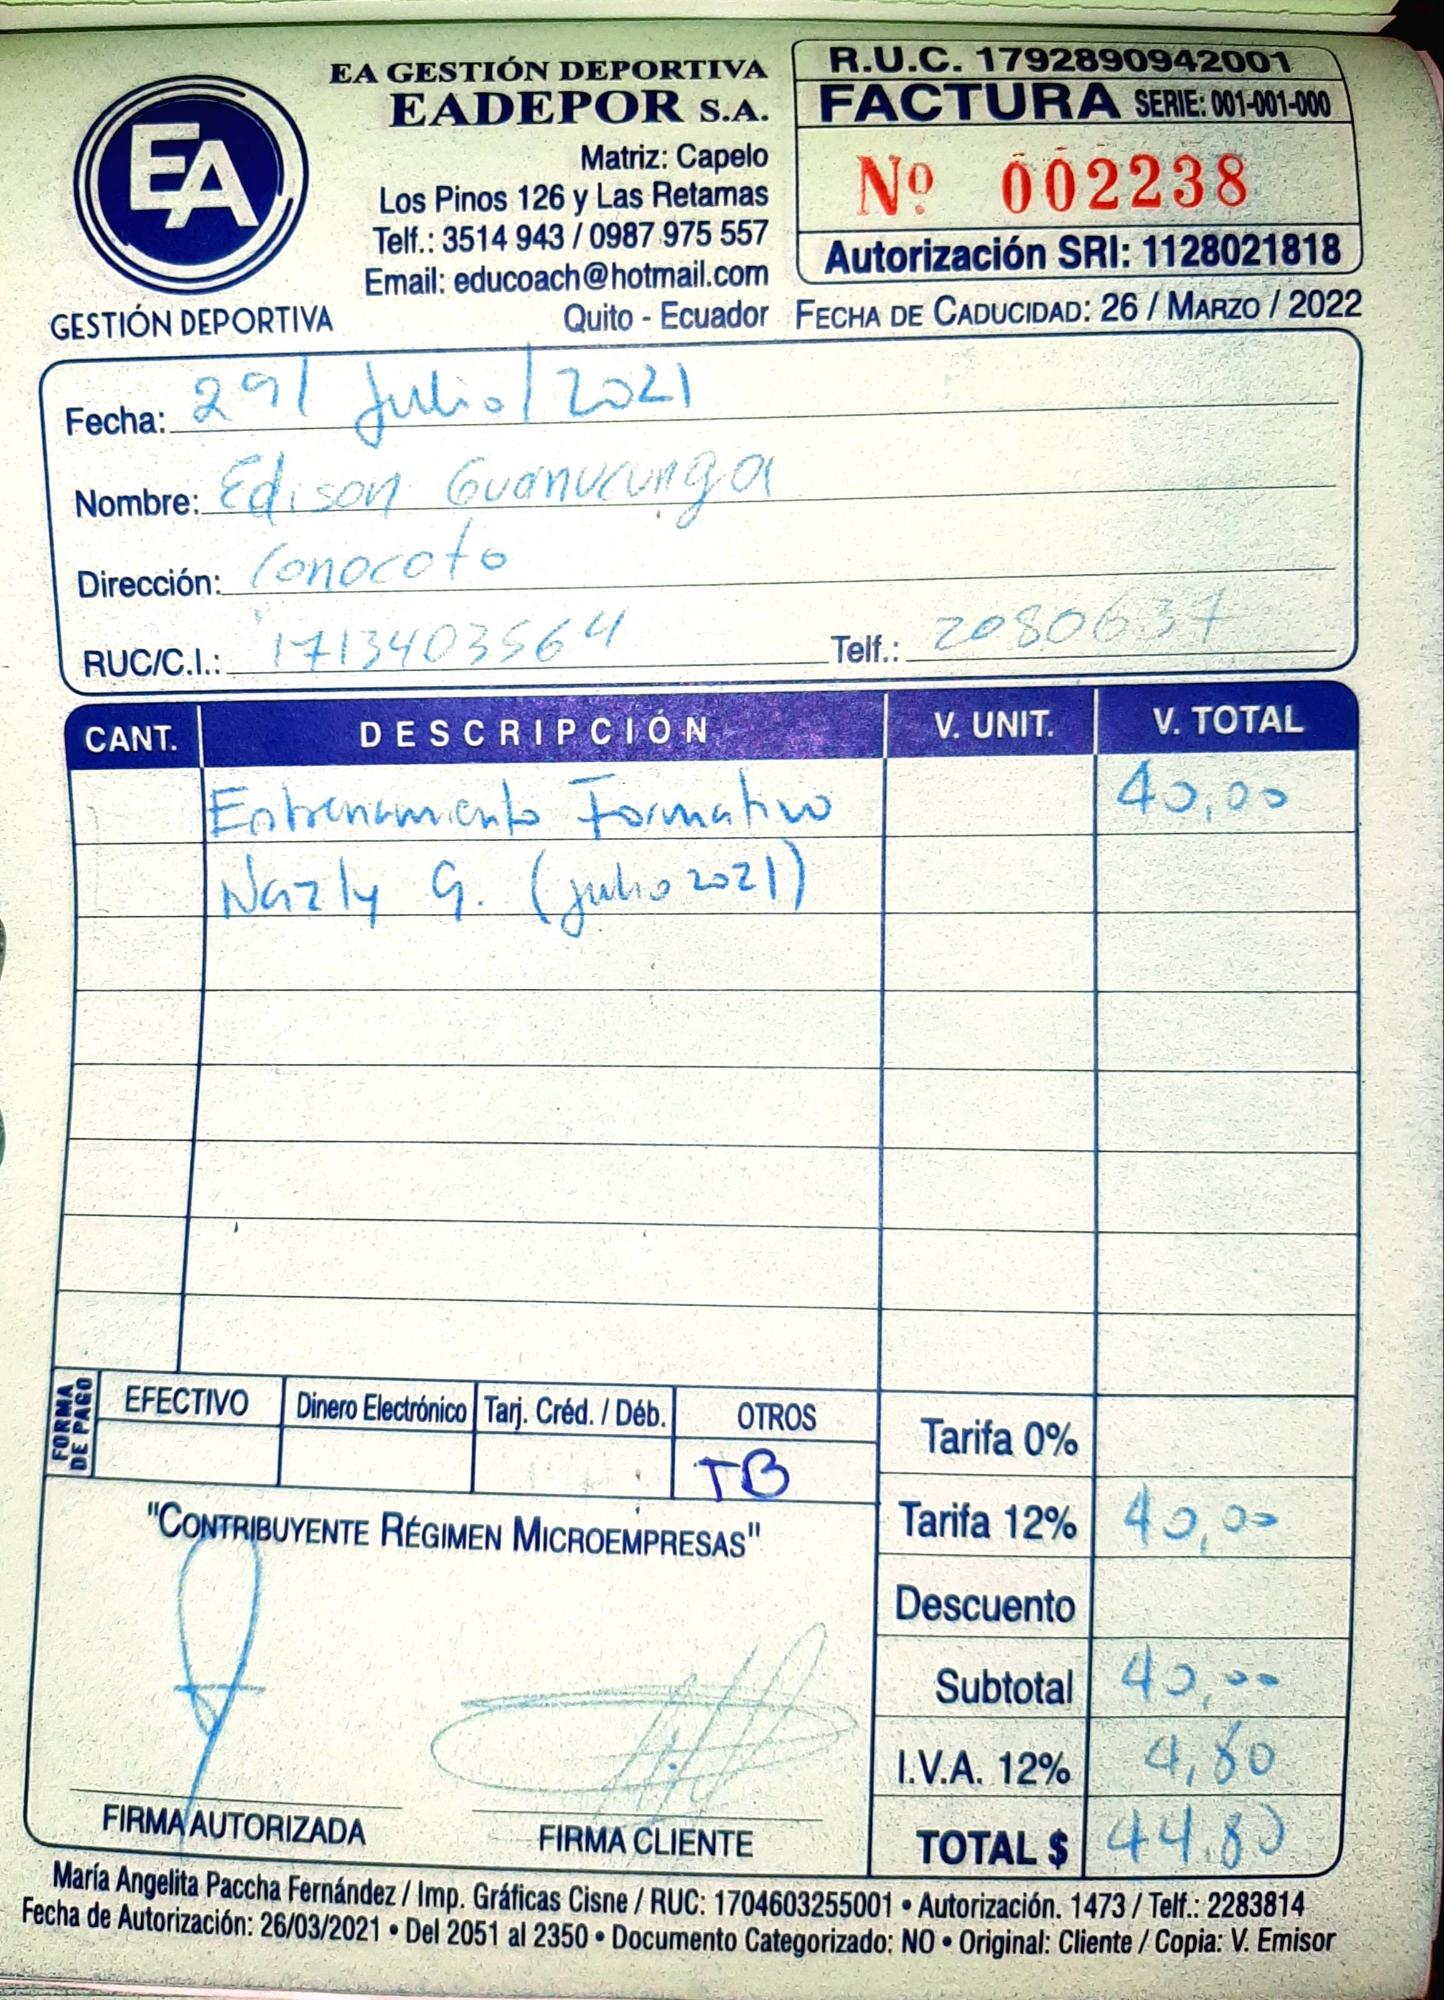 EA
GESTIÓN DEPORTIVA
EA GESTIÓN DEPORTIVA
EADEPOR S.A.
Matriz: Capelo
Los Pinos 126 y Las Retamas
Telf.: 3514 943 / 0987 975 557
Email: educoach@hotmail.com
Quito - Ecuador
R.U.C. 1792890942001
FACTURA SERIE: 001-001-000
Nº 002238
Autorización SRI: 1128021818
FECHA DE CADUCIDAD: 26 / MARZO / 2022
Fecha: 29/ Julio/2021
Nombre: Edison Guanucunga
Dirección: Conocoto
RUC/C.I.: 1713403564 Telf.: 2080637
CANT. DESCRIPCIÓN V. UNIT. V. TOTAL
Entrenamiento Formativo 40,00
Nazly G. (julio 2021)
FORMA DE PAGO
EFECTIVO Dinero Electrónico Tarj. Créd. / Déb. OTROS
TB
"CONTRIBUYENTE RÉGIMEN MICROEMPRESAS"
Tarifa 0%
Tarifa 12% 40,00
Descuento
Subtotal 40,00
I.V.A. 12% 4,80
TOTAL $ 44.80
FIRMA AUTORIZADA FIRMA CLIENTE
María Angelita Paccha Fernández / Imp. Gráficas Cisne / RUC: 1704603255001 • Autorización. 1473 / Telf.: 2283814
Fecha de Autorización: 26/03/2021 • Del 2051 al 2350 • Documento Categorizado: NO • Original: Cliente / Copia: V. Emisor